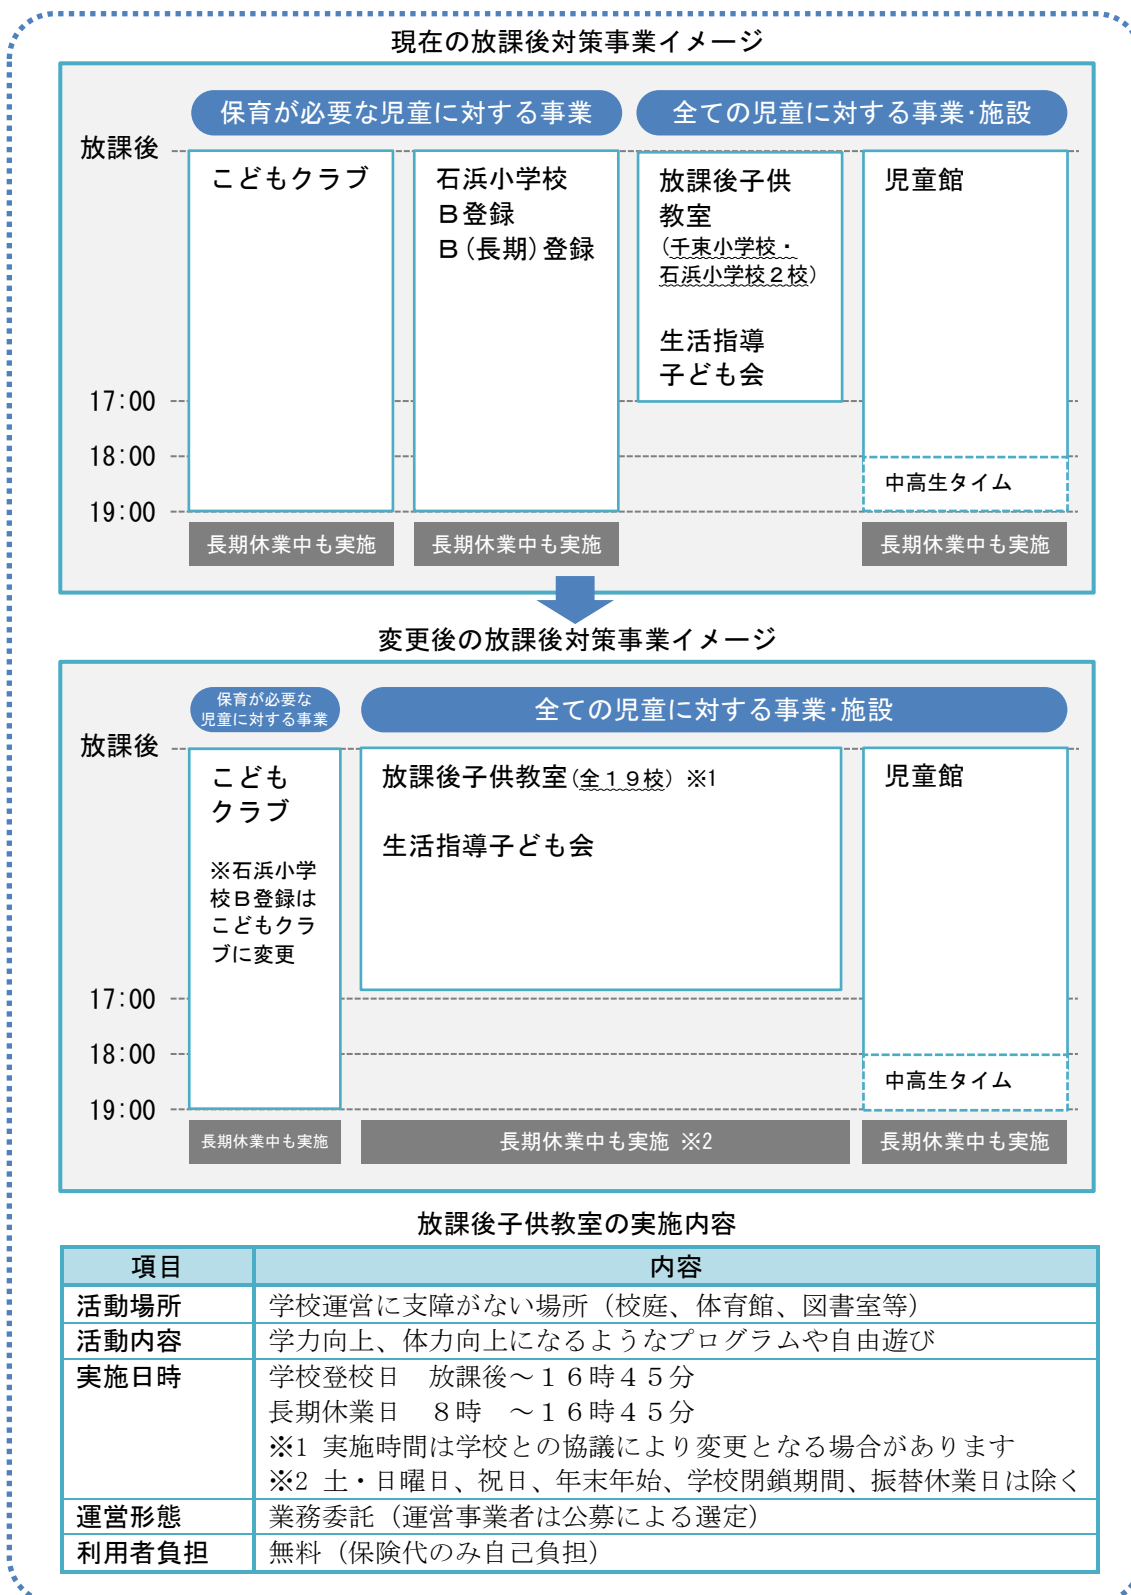 現在の放課後対策事業イメージ
保育が必要な児童に対する事業
全ての児童に対する事業・施設
放課後
こどもクラブ
石浜小学校
Ｂ登録
Ｂ（長期）登録
放課後子供
教室
（千束小学校・
石浜小学校２校）
生活指導
子ども会
児童館
17:00
18:00
中高生タイム
19:00
長期休業中も実施
長期休業中も実施
長期休業中も実施
変更後の放課後対策事業イメージ
保育が必要な
児童に対する事業
全ての児童に対する事業・施設
放課後
こども
クラブ
※石浜小学
校Ｂ登録は
こどもクラ
ブに変更
放課後子供教室（全１９校）※1
生活指導子ども会
児童館
17:00
18:00
中高生タイム
19:00
長期休業中も実施
長期休業中も実施 ※2
長期休業中も実施
放課後子供教室の実施内容
項目 内容
活動場所 学校運営に支障がない場所（校庭、体育館、図書室等）
活動内容 学力向上、体力向上になるようなプログラムや自由遊び
実施日時 学校登校日　放課後～１６時４５分
長期休業日　８時　～１６時４５分
※1 実施時間は学校との協議により変更となる場合があります
※2 土・日曜日、祝日、年末年始、学校閉鎖期間、振替休業日は除く
運営形態 業務委託（運営事業者は公募による選定）
利用者負担 無料（保険代のみ自己負担）